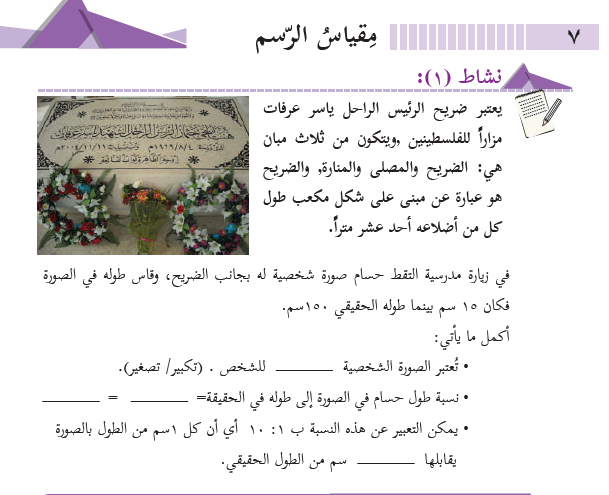 ٧ مِقياسُ الرّسم
نشاط (١):
يعتبر ضريح الرئيس الراحل ياسر عرفات
مزاراً للفلسطينين ,ويتكون من ثلاث مبان
هي: الضريح والمصلى والمنارة, والضريح
هو عبارة عن مبنى على شكل مكعب طول
كل من أضلاعه أحد عشر متراً.
في زيارة مدرسية التقط حسام صورة شخصية له بجانب الضريح، وقاس طوله في الصورة
فكان ١٥ سم بينما طوله الحقيقي ١٥٠سم.
أكمل ما يأتي:
• تُعتبر الصورة الشخصية ______ للشخص . (تكبير/ تصغير).
• نسبة طول حسام في الصورة إلى طوله في الحقيقة= ______ = ______
• يمكن التعبير عن هذه النسبة ب ١: ١٠ أي أن كل ١سم من الطول بالصورة
يقابلها ______ سم من الطول الحقيقي.